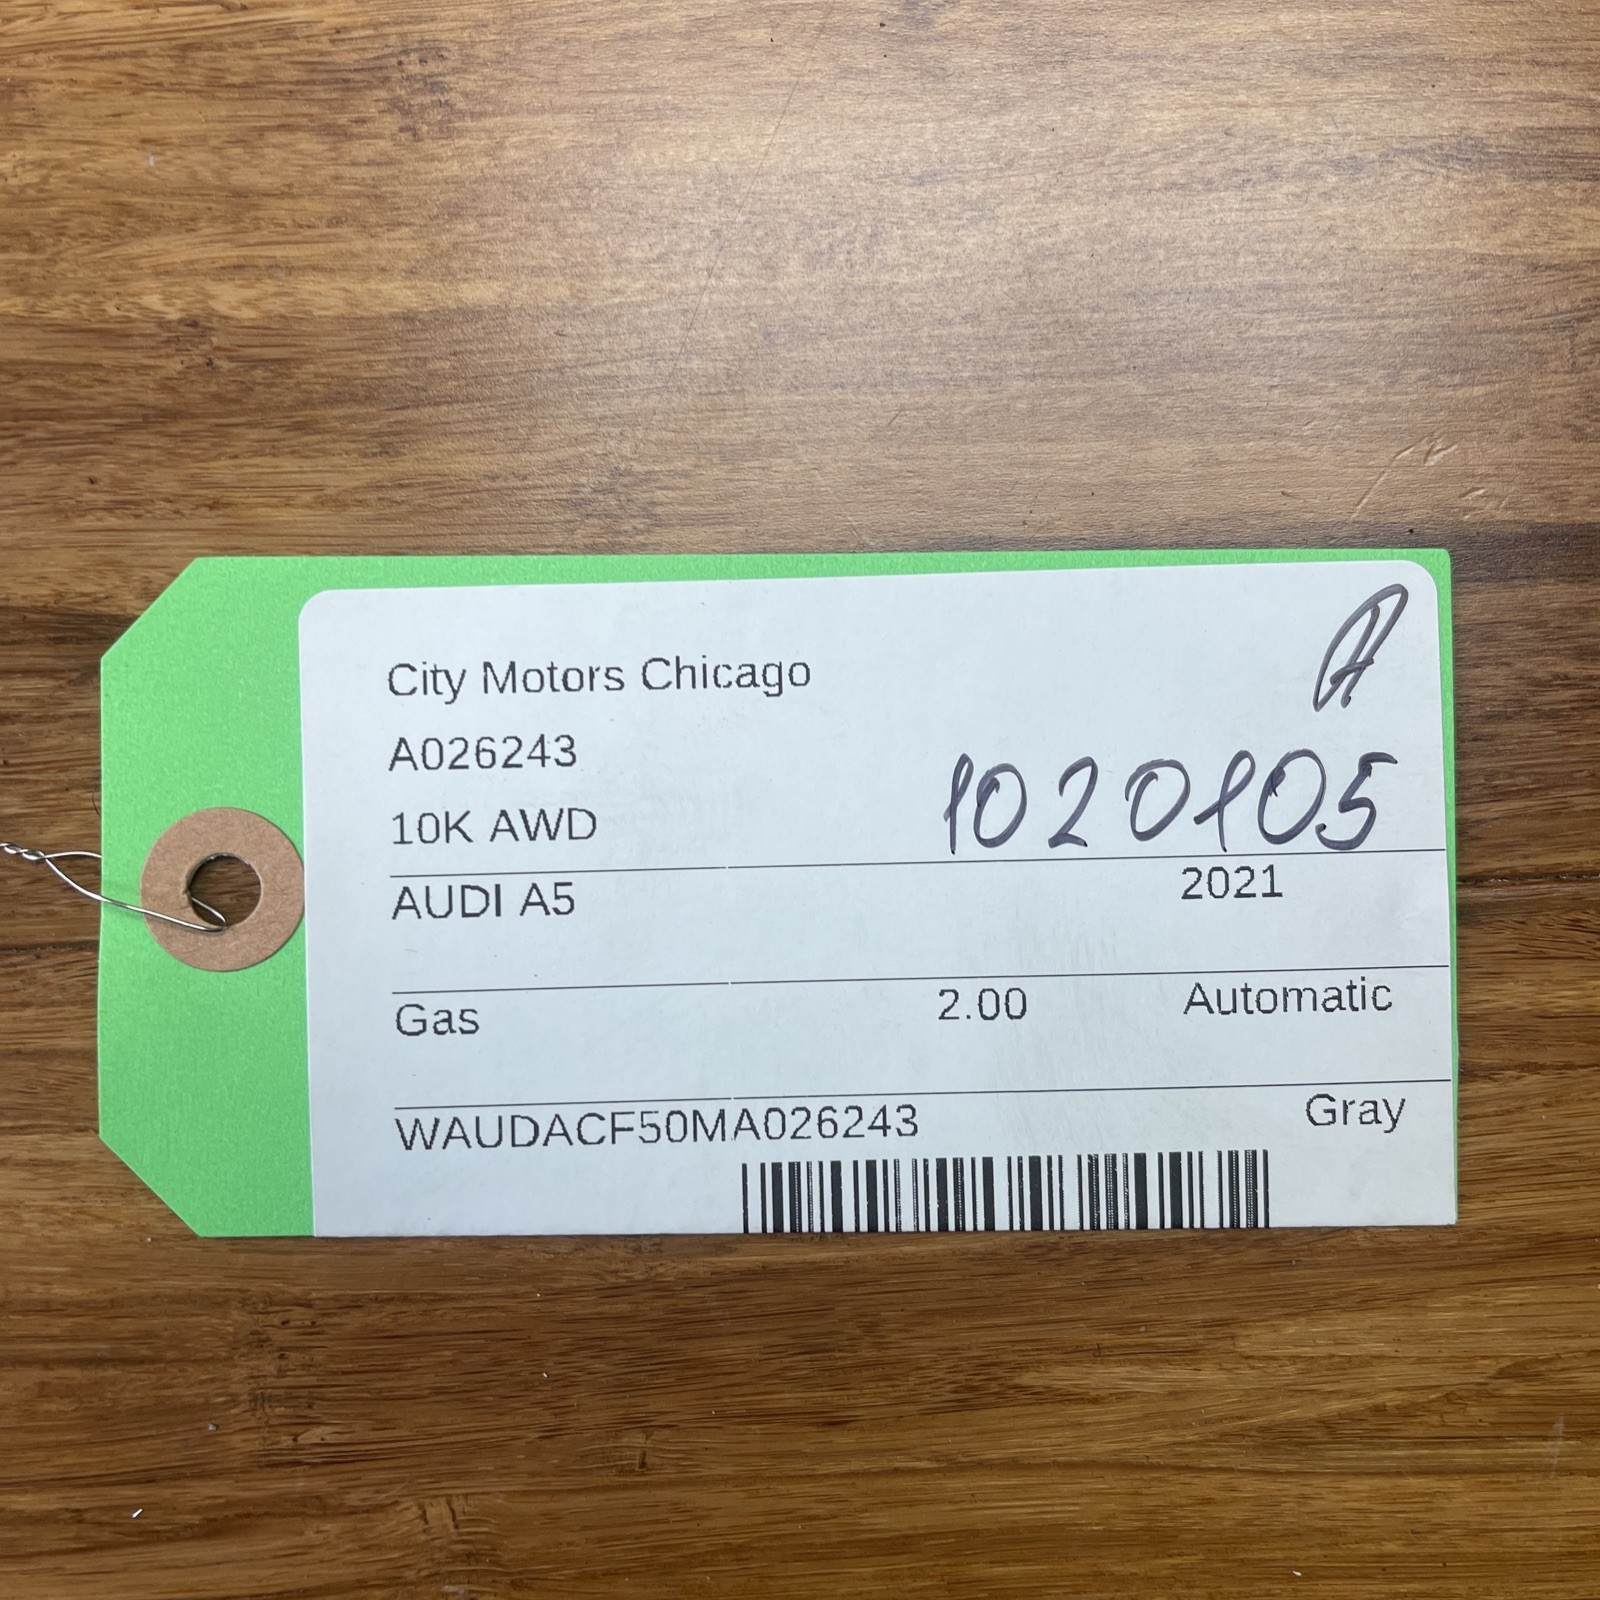 A
City Motors Chicago
A026243
10K AWD
1020105
AUDI A5 2021
Gas 2.00 Automatic
WAUDACF50MA026243 Gray